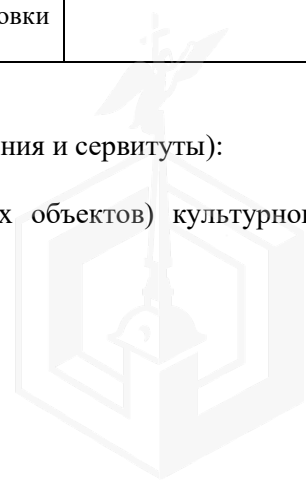 овки
ния и сервитуты):
х объектов) культурно